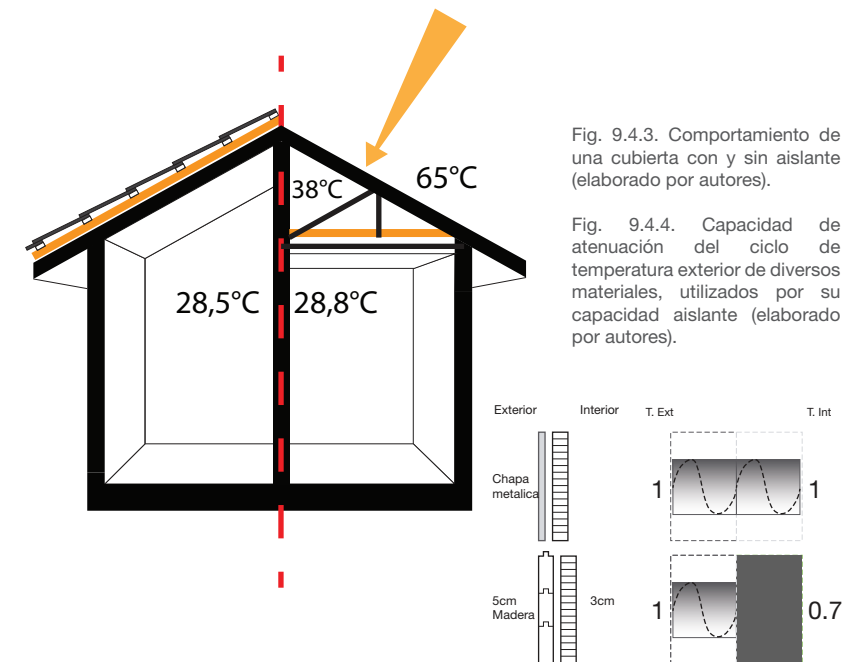 38°C
65°C
28,5°C
28,8°C
Fig. 9.4.3. Comportamiento de
una cubierta con y sin aislante
(elaborado por autores).
Fig. 9.4.4. Capacidad de
atenuación del ciclo de
temperatura exterior de diversos
materiales, utilizados por su
capacidad aislante (elaborado
por autores).
Exterior Interior T. Ext T. Int
Chapa
metalica
1 1
5cm
Madera
3cm
1 0.7